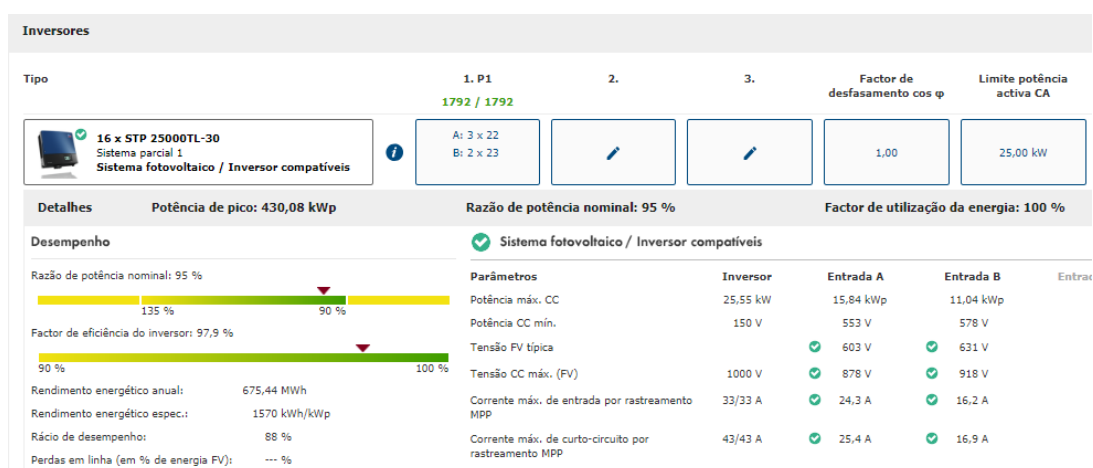 Inversores
Tipo
1. P1
2.
3.
Factor de
desfasamento cos φ
Limite potência
activa CA
1792 / 1792
16 x STP 25000TL-30
Sistema parcial 1
Sistema fotovoltaico / Inversor compatíveis
i
A: 3 x 22
B: 2 x 23
1,00
25,00 kW
Detalhes Potência de pico: 430,08 kWp Razão de potência nominal: 95 % Factor de utilização da energia: 100 %
Desempenho
Razão de potência nominal: 95 %
135 % 90 %
Factor de eficiência do inversor: 97,9 %
90 % 100 %
Rendimento energético anual: 675,44 MWh
Rendimento energético espec.: 1570 kWh/kWp
Rácio de desempenho: 88 %
Perdas em linha (em % de energia FV): --- %
Sistema fotovoltaico / Inversor compatíveis
Parâmetros Inversor Entrada A Entrada B Entrad
Potência máx. CC 25,55 kW 15,84 kWp 11,04 kWp
Potência CC mín. 150 V 553 V 578 V
Tensão FV típica 603 V 631 V
Tensão CC máx. (FV) 1000 V 878 V 918 V
Corrente máx. de entrada por rastreamento
MPP
33/33 A 24,3 A 16,2 A
Corrente máx. de curto-circuito por
rastreamento MPP
43/43 A 25,4 A 16,9 A